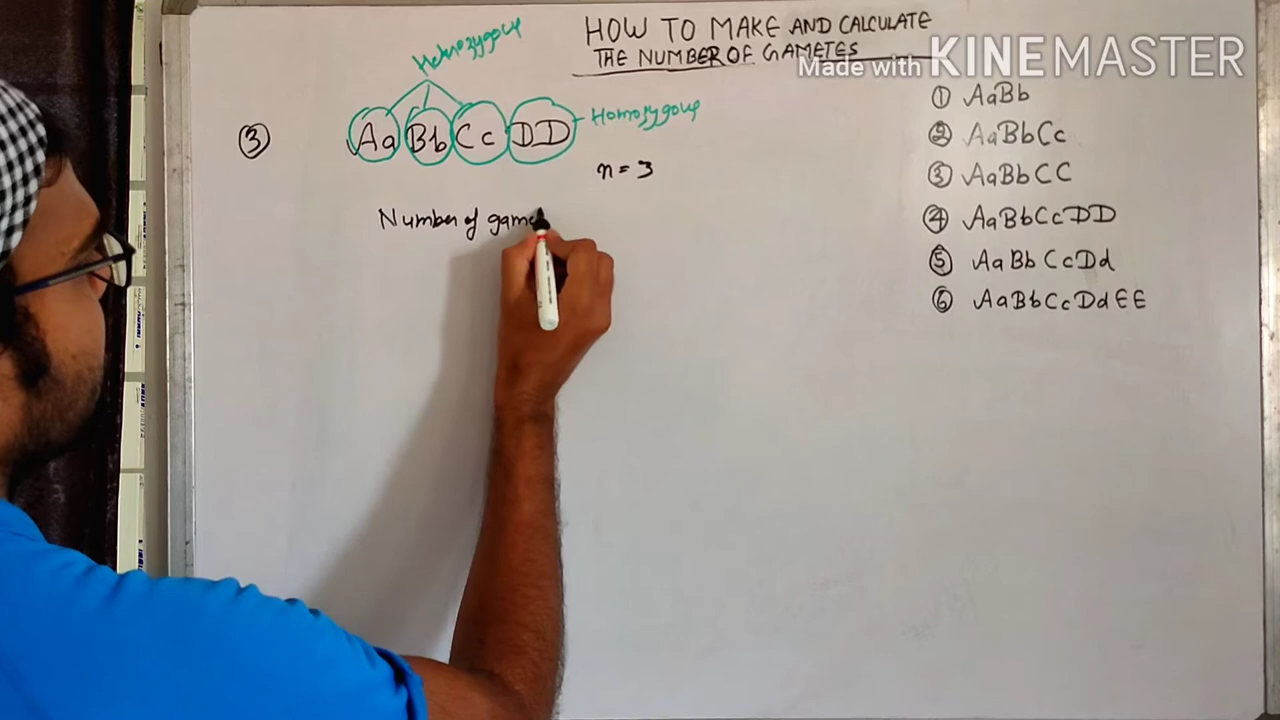 HOW TO MAKE AND CALCULATE
THE NUMBER OF GAMETES
Made with KINEMASTER
Heterozygous
③ Aa Bb Cc DD
Homozygous
n = 3
Number of game
① AaBb
② AaBbCc
③ AaBbCC
④ AaBbCcDD
⑤ AaBbCcDd
⑥ AaBbCcDdEE